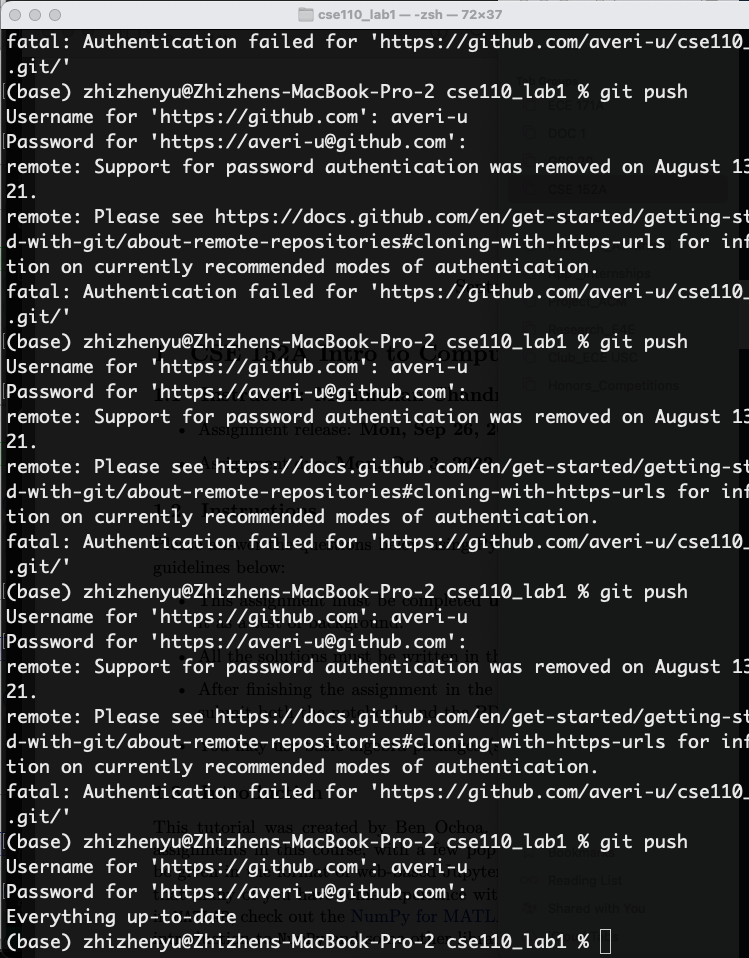 cse110_lab1 — -zsh — 72×37
fatal: Authentication failed for 'https://github.com/averi-u/cse110_
.git/'
(base) zhizhenyu@Zhizhens-MacBook-Pro-2 cse110_lab1 % git push
Username for 'https://github.com': averi-u
Password for 'https://averi-u@github.com':
remote: Support for password authentication was removed on August 13
21.
remote: Please see https://docs.github.com/en/get-started/getting-st
d-with-git/about-remote-repositories#cloning-with-https-urls for inf
tion on currently recommended modes of authentication.
fatal: Authentication failed for 'https://github.com/averi-u/cse110_
.git/'
(base) zhizhenyu@Zhizhens-MacBook-Pro-2 cse110_lab1 % git push
Username for 'https://github.com': averi-u
Password for 'https://averi-u@github.com':
remote: Support for password authentication was removed on August 13
21.
remote: Please see https://docs.github.com/en/get-started/getting-st
d-with-git/about-remote-repositories#cloning-with-https-urls for inf
tion on currently recommended modes of authentication.
fatal: Authentication failed for 'https://github.com/averi-u/cse110_
.git/'
(base) zhizhenyu@Zhizhens-MacBook-Pro-2 cse110_lab1 % git push
Username for 'https://github.com': averi-u
Password for 'https://averi-u@github.com':
remote: Support for password authentication was removed on August 13
21.
remote: Please see https://docs.github.com/en/get-started/getting-st
d-with-git/about-remote-repositories#cloning-with-https-urls for inf
tion on currently recommended modes of authentication.
fatal: Authentication failed for 'https://github.com/averi-u/cse110_
.git/'
(base) zhizhenyu@Zhizhens-MacBook-Pro-2 cse110_lab1 % git push
Username for 'https://github.com': averi-u
Password for 'https://averi-u@github.com':
Everything up-to-date
(base) zhizhenyu@Zhizhens-MacBook-Pro-2 cse110_lab1 %